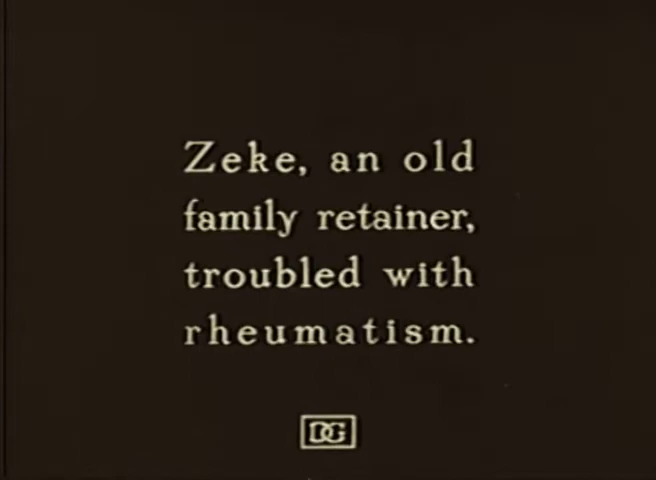 Zeke, an old
family retainer,
troubled with
rheumatism.
DG